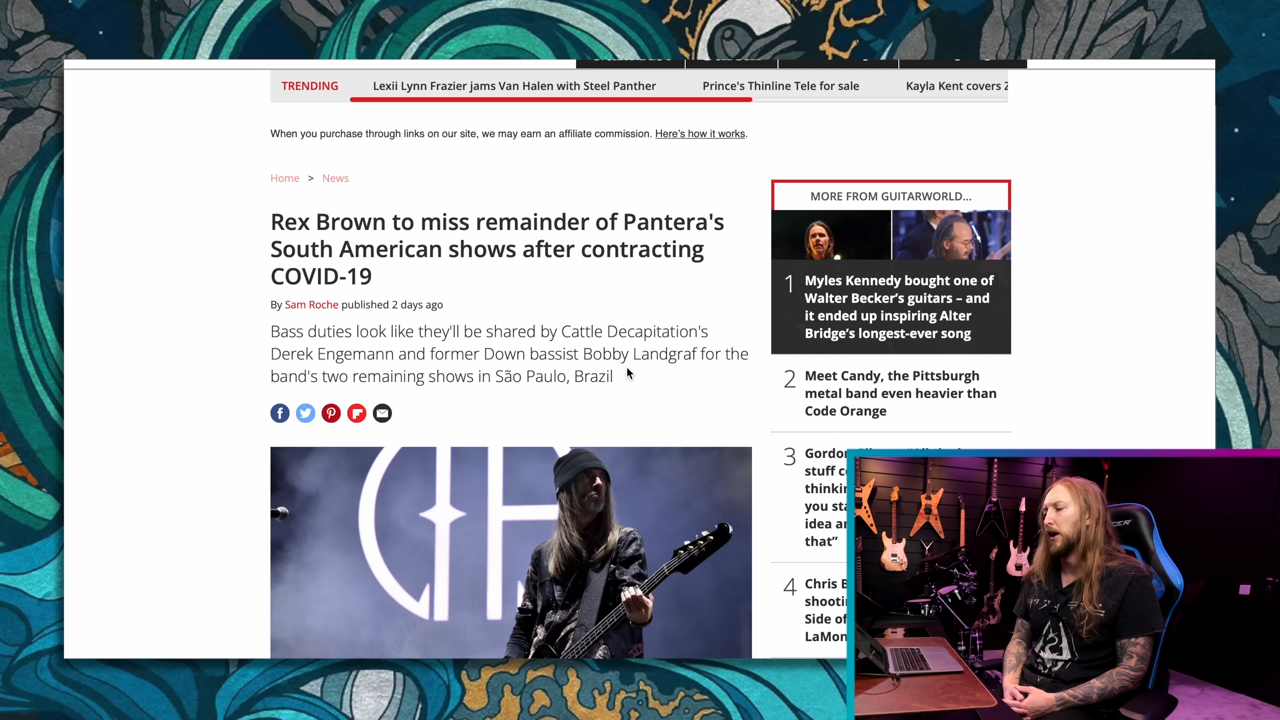 TRENDING
Lexii Lynn Frazier jams Van Halen with Steel Panther
Prince's Thinline Tele for sale
Kayla Kent covers
When you purchase through links on our site, we may earn an affiliate commission. Here's how it works.
Home > News
Rex Brown to miss remainder of Pantera's
South American shows after contracting
COVID-19
By Sam Roche published 2 days ago
Bass duties look like they'll be shared by Cattle Decapitation's
Derek Engemann and former Down bassist Bobby Landgraf for the
band's two remaining shows in São Paulo, Brazil
MORE FROM GUITARWORLD...
1 Myles Kennedy bought one of
Walter Becker's guitars – and
it ended up inspiring Alter
Bridge's longest-ever song
2 Meet Candy, the Pittsburgh
metal band even heavier than
Code Orange
3
stuff
you
idea
that”
4 Chris
Side of